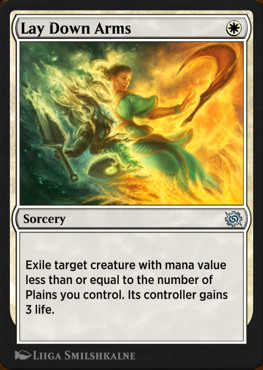 Lay Down Arms
Sorcery
Exile target creature with mana value
less than or equal to the number of
Plains you control. Its controller gains
3 life.
Liiga Smilshkalne